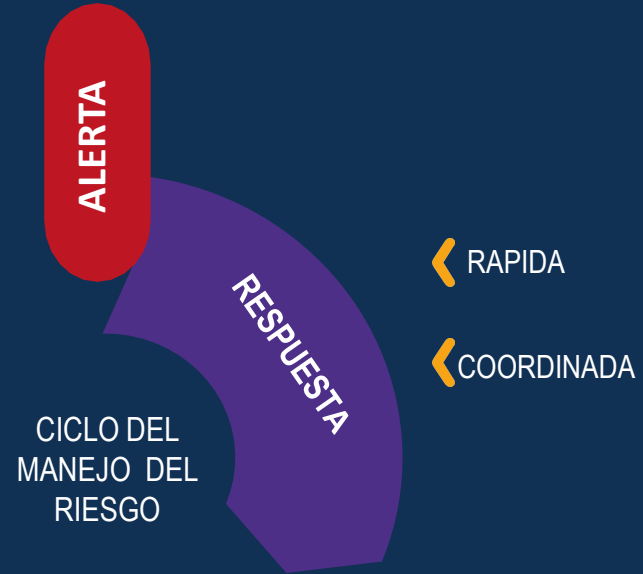 ALERTA
RESPUESTA
RAPIDA
COORDINADA
CICLO DEL
MANEJO DEL
RIESGO